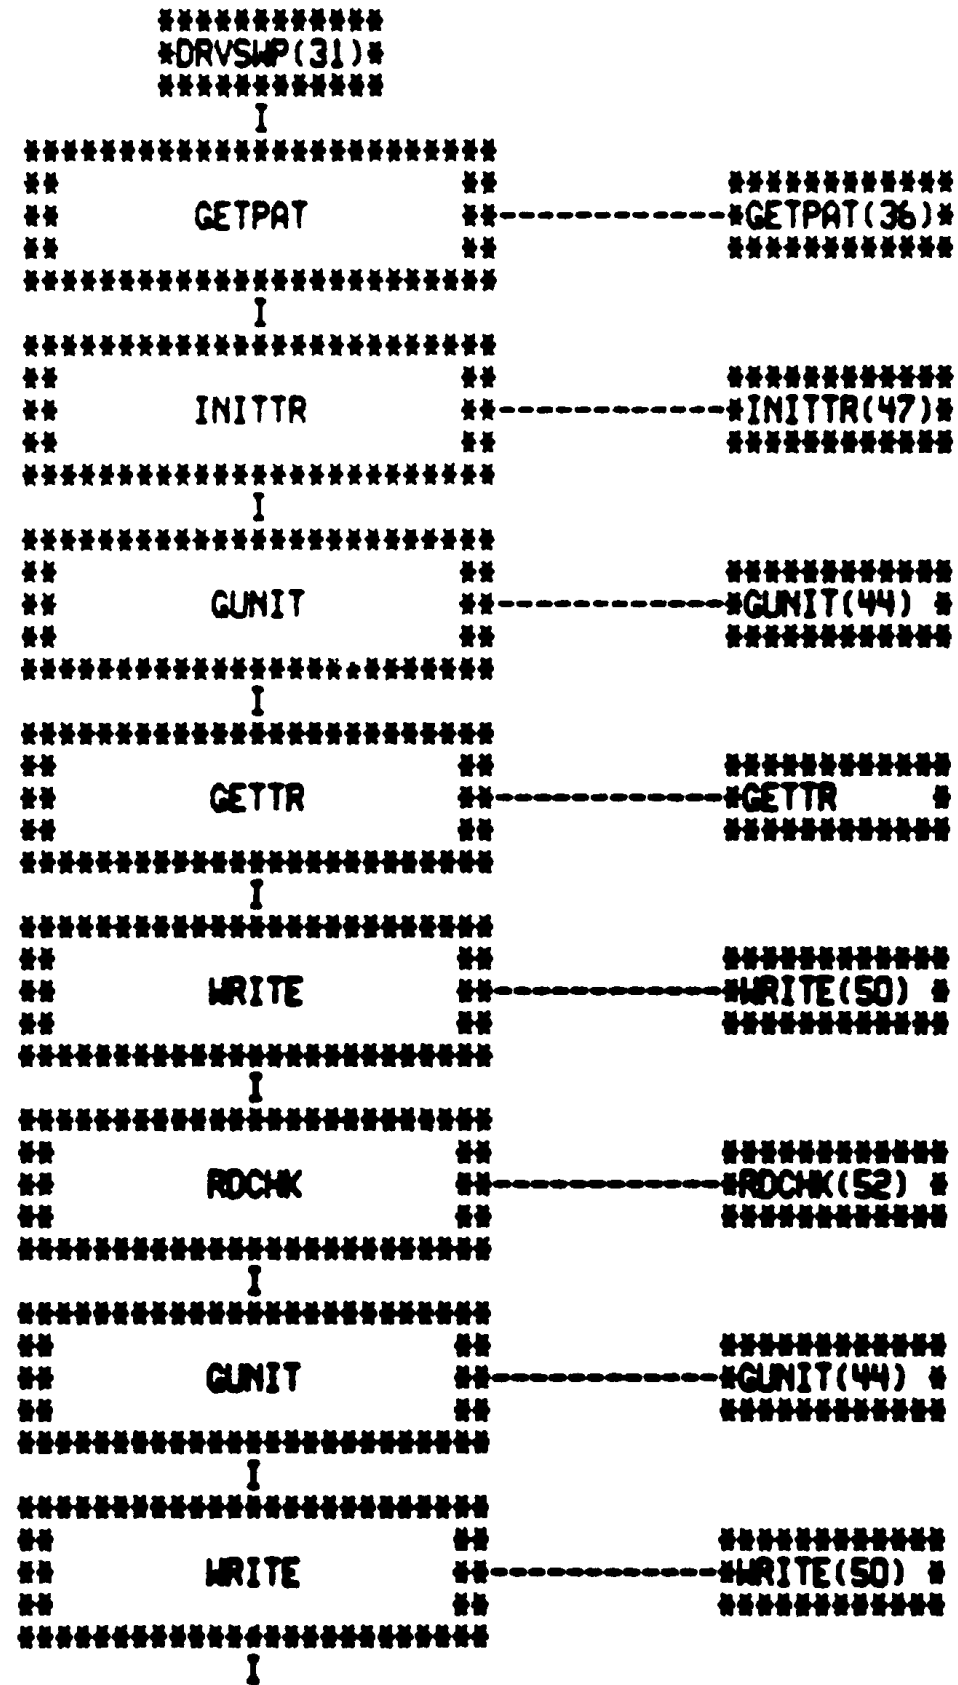 DRVSWP(31)
GETPAT
GETPAT(36)
INITTR
INITTR(47)
GUNIT
GUNIT(44)
GETTR
GETTR
WRITE
WRITE(50)
RDCHK
RDCHK(52)
GUNIT
GUNIT(44)
WRITE
WRITE(50)